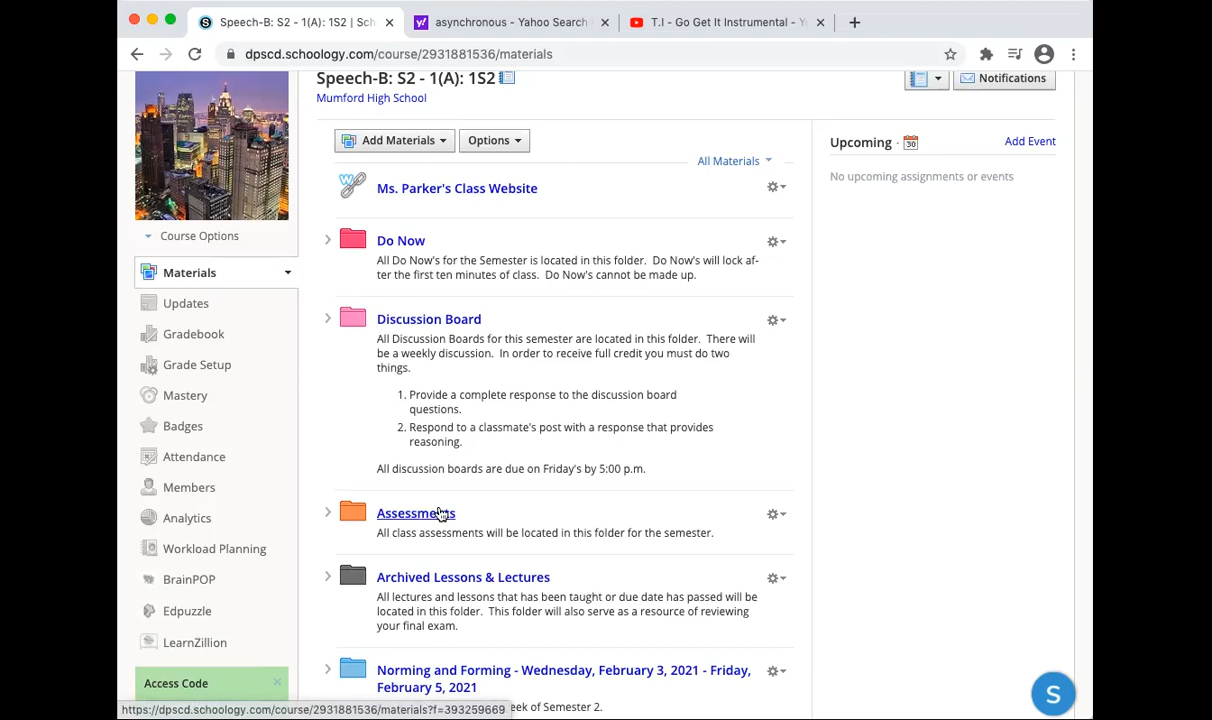 Speech-B: S2 - 1(A): 1S2 | Sch
asynchronous - Yahoo Search
T.I - Go Get It Instrumental - Y
dpscd.schoology.com/course/2931881536/materials
Speech-B: S2 - 1(A): 1S2
Notifications
Mumford High School
Add Materials
Options
All Materials
Upcoming · 30
Add Event
No upcoming assignments or events
Ms. Parker's Class Website
Course Options
Do Now
All Do Now's for the Semester is located in this folder. Do Now's will lock af-
ter the first ten minutes of class. Do Now's cannot be made up.
Materials
Updates
Gradebook
Grade Setup
Mastery
Badges
Attendance
Members
Analytics
Workload Planning
BrainPOP
Edpuzzle
LearnZillion
Access Code
Discussion Board
All Discussion Boards for this semester are located in this folder. There will
be a weekly discussion. In order to receive full credit you must do two
things.
1. Provide a complete response to the discussion board
questions.
2. Respond to a classmate's post with a response that provides
reasoning.
All discussion boards are due on Friday's by 5:00 p.m.
Assessments
All class assessments will be located in this folder for the semester.
Archived Lessons & Lectures
All lectures and lessons that has been taught or due date has passed will be
located in this folder. This folder will also serve as a resource of reviewing
your final exam.
Norming and Forming - Wednesday, February 3, 2021 - Friday,
February 5, 2021
eek of Semester 2.
https://dpscd.schoology.com/course/2931881536/materials?f=393259669
S